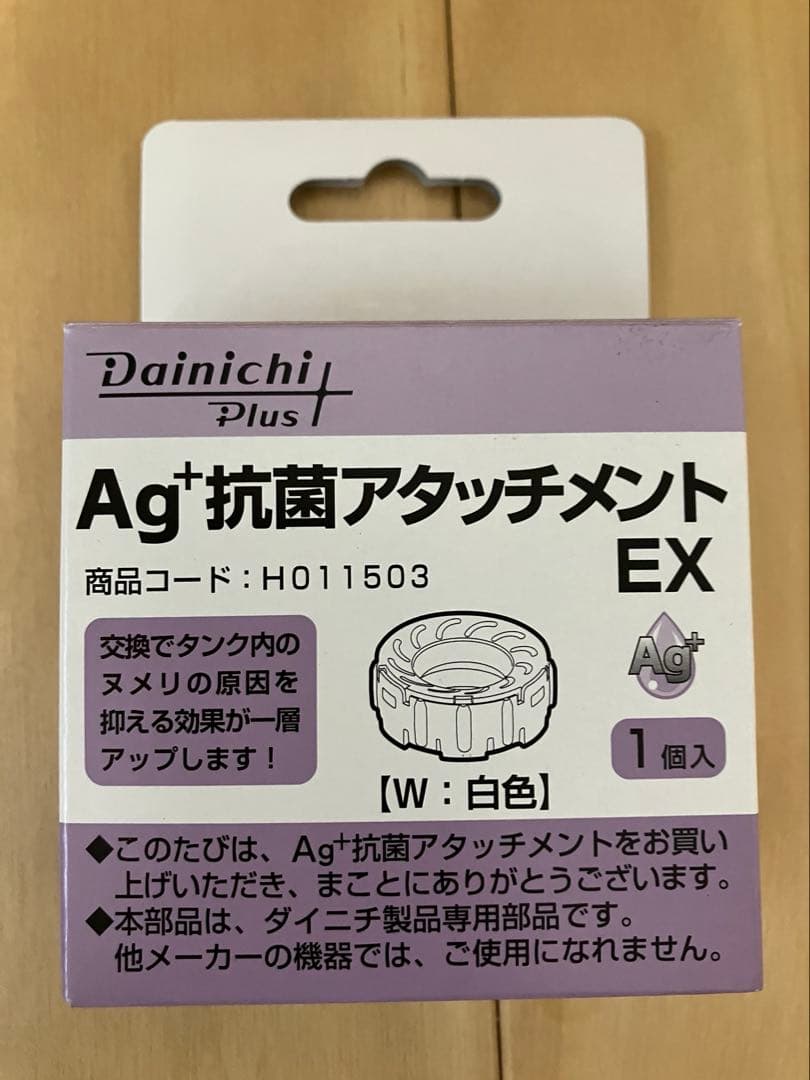 Dainichi
Plus
Ag⁺抗菌アタッチメント
EX
商品コード：H011503
交換でタンク内の
ヌメリの原因を
抑える効果が一層
アップします！
Ag⁺
1個入
【W：白色】
◆このたびは、Ag⁺抗菌アタッチメントをお買い
上げいただき、まことにありがとうございます。
◆本部品は、ダイニチ製品専用部品です。
他メーカーの機器では、ご使用になれません。